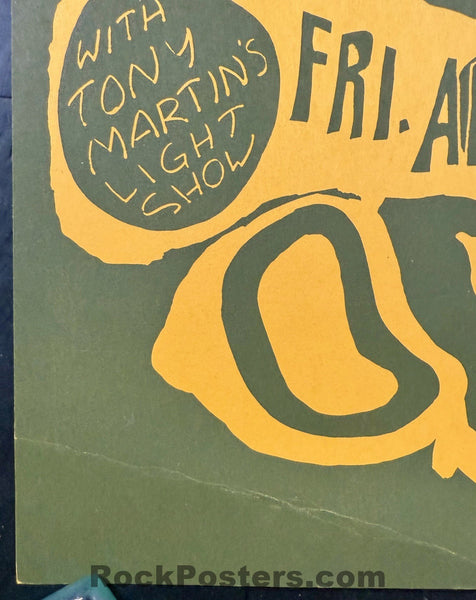 WITH
TONY
MARTIN'S
LIGHT
SHOW
FRI.
RockPosters.com